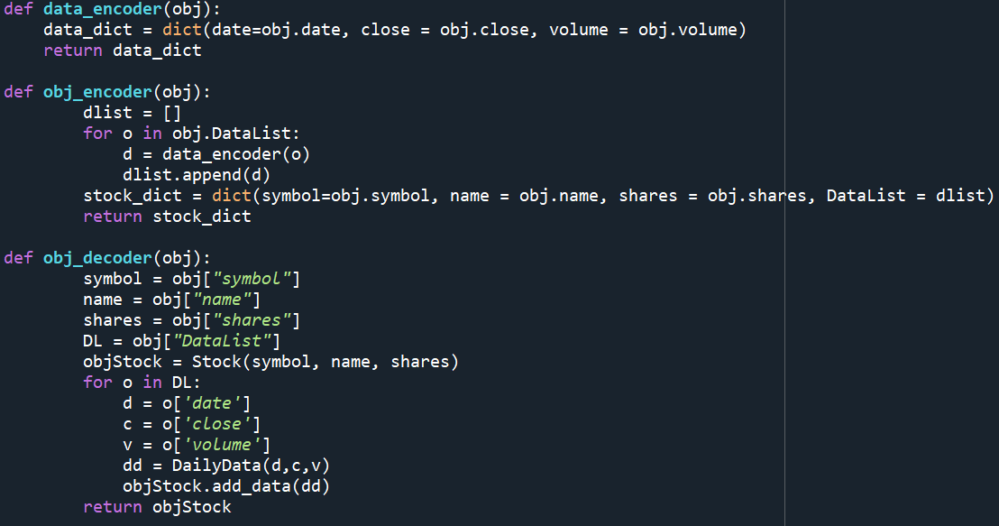 def data_encoder(obj):
    data_dict = dict(date=obj.date, close = obj.close, volume = obj.volume)
    return data_dict

def obj_encoder(obj):
        dlist = []
        for o in obj.DataList:
            d = data_encoder(o)
            dlist.append(d)
        stock_dict = dict(symbol=obj.symbol, name = obj.name, shares = obj.shares, DataList = dlist)
        return stock_dict

def obj_decoder(obj):
        symbol = obj["symbol"]
        name = obj["name"]
        shares = obj["shares"]
        DL = obj["DataList"]
        objStock = Stock(symbol, name, shares)
        for o in DL:
            d = o['date']
            c = o['close']
            v = o['volume']
            dd = DailyData(d,c,v)
            objStock.add_data(dd)
        return objStock